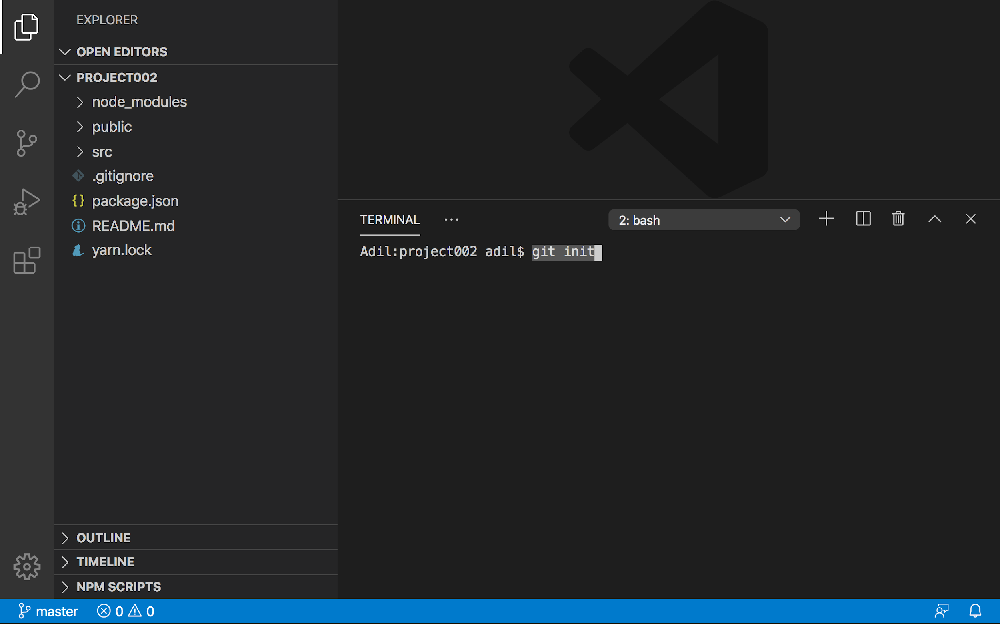 EXPLORER
OPEN EDITORS
PROJECT002
node_modules
public
src
.gitignore
package.json
README.md
yarn.lock
OUTLINE
TIMELINE
NPM SCRIPTS
TERMINAL
2: bash
Adil:project002 adil$ git init
master 0 0